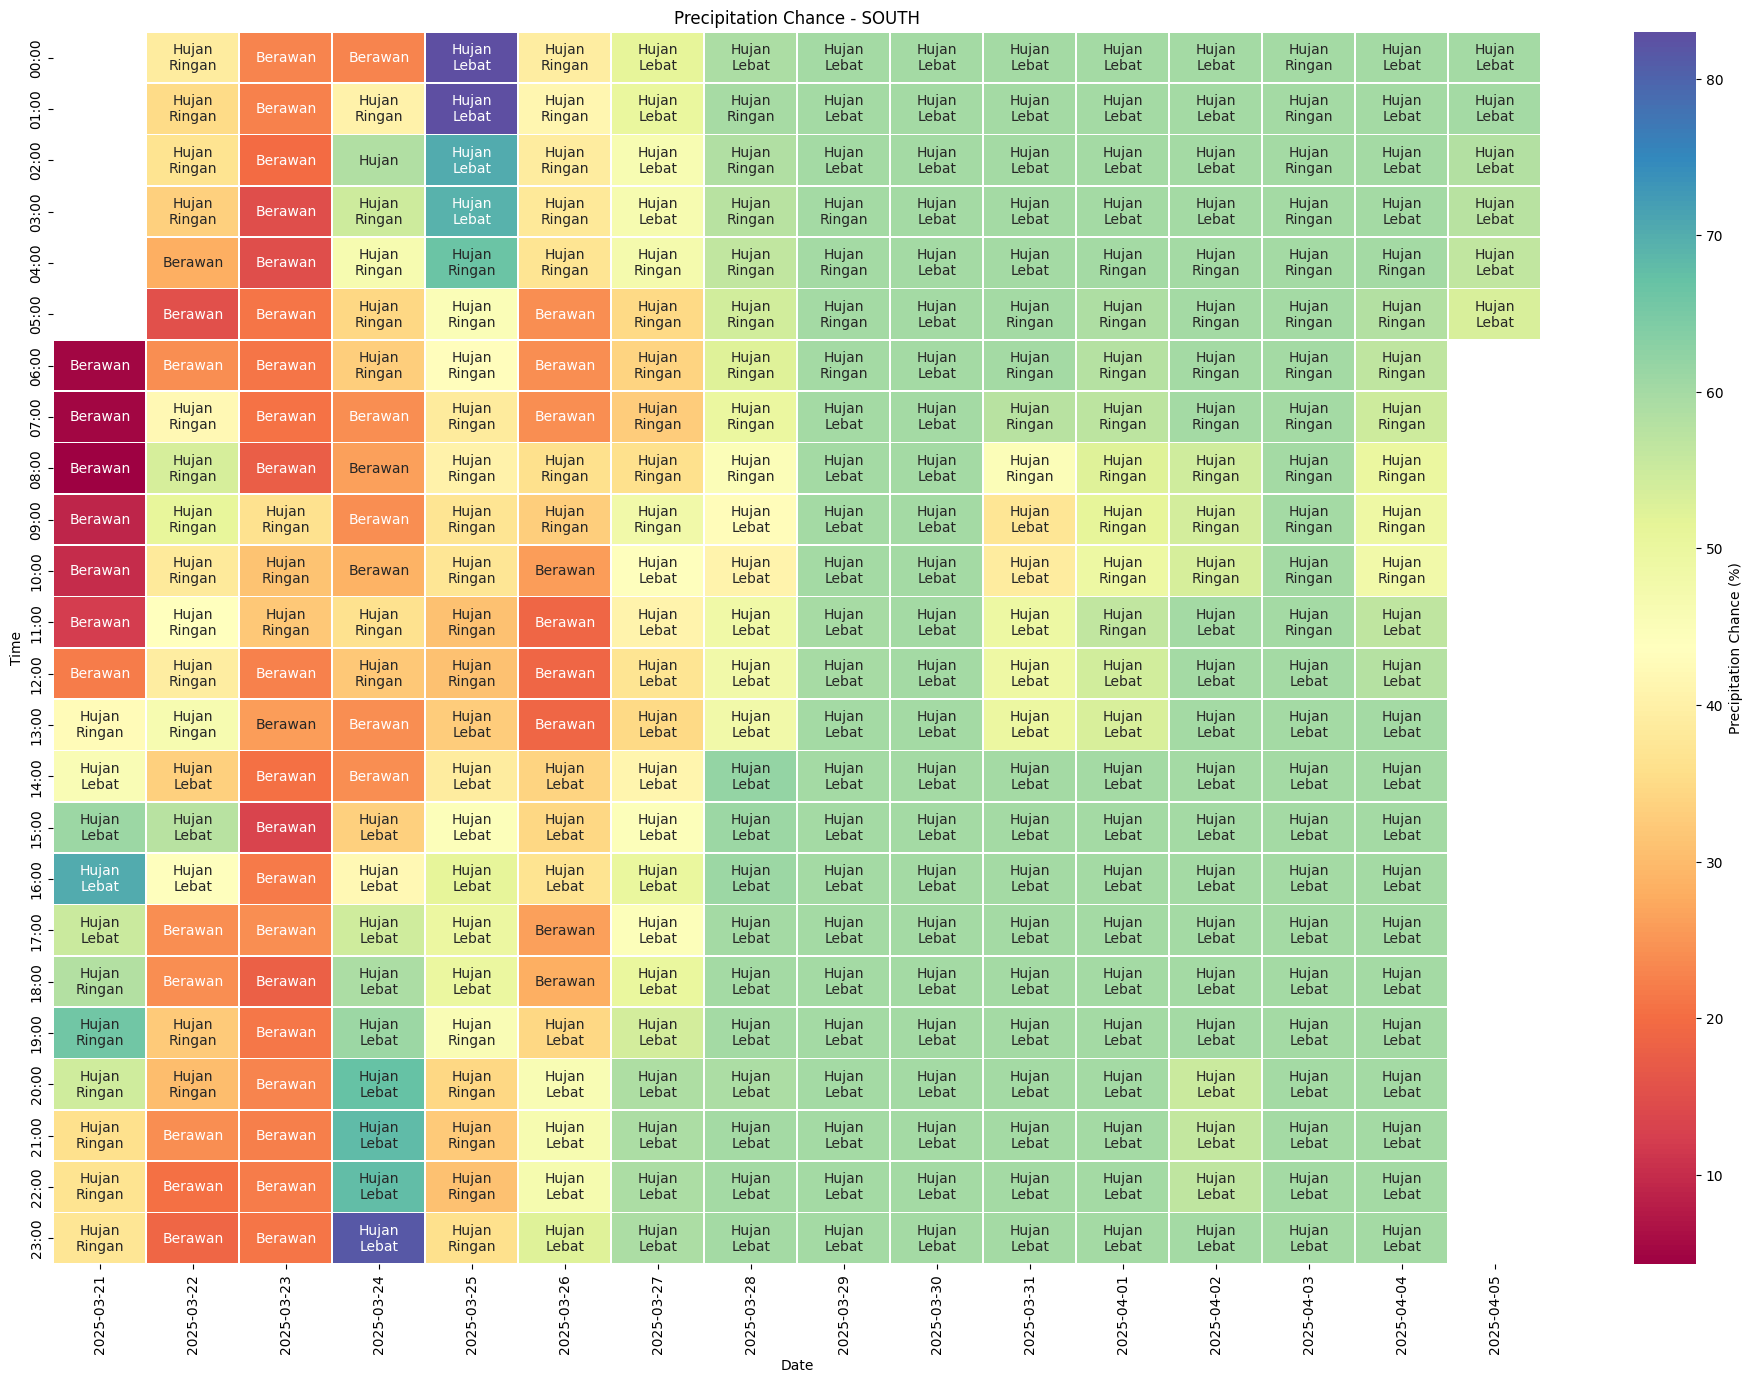 Precipitation Chance - SOUTH
00:00 Hujan Ringan Berawan Berawan Hujan Lebat Hujan Ringan Hujan Lebat Hujan Lebat Hujan Lebat Hujan Lebat Hujan Lebat Hujan Lebat Hujan Lebat Hujan Ringan Hujan Lebat Hujan Lebat
01:00 Hujan Ringan Berawan Hujan Ringan Hujan Lebat Hujan Ringan Hujan Lebat Hujan Ringan Hujan Lebat Hujan Lebat Hujan Lebat Hujan Lebat Hujan Lebat Hujan Ringan Hujan Lebat Hujan Lebat
02:00 Hujan Ringan Berawan Hujan Hujan Lebat Hujan Ringan Hujan Lebat Hujan Ringan Hujan Lebat Hujan Lebat Hujan Lebat Hujan Lebat Hujan Lebat Hujan Ringan Hujan Lebat Hujan Lebat
03:00 Hujan Ringan Berawan Hujan Ringan Hujan Lebat Hujan Ringan Hujan Lebat Hujan Ringan Hujan Ringan Hujan Lebat Hujan Lebat Hujan Lebat Hujan Lebat Hujan Ringan Hujan Lebat Hujan Lebat
04:00 Berawan Berawan Hujan Ringan Hujan Ringan Hujan Ringan Hujan Ringan Hujan Ringan Hujan Ringan Hujan Lebat Hujan Lebat Hujan Ringan Hujan Ringan Hujan Ringan Hujan Ringan Hujan Lebat
05:00 Berawan Berawan Hujan Ringan Hujan Ringan Berawan Hujan Ringan Hujan Ringan Hujan Ringan Hujan Lebat Hujan Ringan Hujan Ringan Hujan Ringan Hujan Ringan Hujan Ringan Hujan Lebat
06:00 Berawan Berawan Berawan Hujan Ringan Hujan Ringan Berawan Hujan Ringan Hujan Ringan Hujan Ringan Hujan Lebat Hujan Ringan Hujan Ringan Hujan Ringan Hujan Ringan Hujan Ringan
07:00 Berawan Hujan Ringan Berawan Berawan Hujan Ringan Berawan Hujan Ringan Hujan Ringan Hujan Lebat Hujan Lebat Hujan Ringan Hujan Ringan Hujan Ringan Hujan Ringan Hujan Ringan
08:00 Berawan Hujan Ringan Berawan Berawan Hujan Ringan Hujan Ringan Hujan Ringan Hujan Ringan Hujan Lebat Hujan Lebat Hujan Ringan Hujan Ringan Hujan Ringan Hujan Ringan Hujan Ringan
09:00 Berawan Hujan Ringan Hujan Ringan Berawan Hujan Ringan Hujan Ringan Hujan Ringan Hujan Lebat Hujan Lebat Hujan Lebat Hujan Lebat Hujan Ringan Hujan Ringan Hujan Ringan Hujan Ringan
10:00 Berawan Hujan Ringan Hujan Ringan Berawan Hujan Ringan Berawan Hujan Lebat Hujan Lebat Hujan Lebat Hujan Lebat Hujan Lebat Hujan Ringan Hujan Ringan Hujan Ringan Hujan Ringan
11:00 Berawan Hujan Ringan Hujan Ringan Hujan Ringan Hujan Ringan Berawan Hujan Lebat Hujan Lebat Hujan Lebat Hujan Lebat Hujan Lebat Hujan Ringan Hujan Lebat Hujan Ringan Hujan Lebat
12:00 Berawan Hujan Ringan Berawan Hujan Ringan Hujan Ringan Berawan Hujan Lebat Hujan Lebat Hujan Lebat Hujan Lebat Hujan Lebat Hujan Lebat Hujan Lebat Hujan Lebat Hujan Lebat
13:00 Hujan Ringan Hujan Ringan Berawan Berawan Hujan Lebat Berawan Hujan Lebat Hujan Lebat Hujan Lebat Hujan Lebat Hujan Lebat Hujan Lebat Hujan Lebat Hujan Lebat Hujan Lebat
14:00 Hujan Lebat Hujan Lebat Berawan Berawan Hujan Lebat Hujan Lebat Hujan Lebat Hujan Lebat Hujan Lebat Hujan Lebat Hujan Lebat Hujan Lebat Hujan Lebat Hujan Lebat Hujan Lebat
15:00 Hujan Lebat Hujan Lebat Berawan Hujan Lebat Hujan Lebat Hujan Lebat Hujan Lebat Hujan Lebat Hujan Lebat Hujan Lebat Hujan Lebat Hujan Lebat Hujan Lebat Hujan Lebat Hujan Lebat
16:00 Hujan Lebat Hujan Lebat Berawan Hujan Lebat Hujan Lebat Hujan Lebat Hujan Lebat Hujan Lebat Hujan Lebat Hujan Lebat Hujan Lebat Hujan Lebat Hujan Lebat Hujan Lebat Hujan Lebat
17:00 Hujan Lebat Berawan Berawan Hujan Lebat Hujan Lebat Berawan Hujan Lebat Hujan Lebat Hujan Lebat Hujan Lebat Hujan Lebat Hujan Lebat Hujan Lebat Hujan Lebat Hujan Lebat
18:00 Hujan Ringan Berawan Berawan Hujan Lebat Hujan Lebat Berawan Hujan Lebat Hujan Lebat Hujan Lebat Hujan Lebat Hujan Lebat Hujan Lebat Hujan Lebat Hujan Lebat Hujan Lebat
19:00 Hujan Ringan Hujan Ringan Berawan Hujan Lebat Hujan Ringan Hujan Lebat Hujan Lebat Hujan Lebat Hujan Lebat Hujan Lebat Hujan Lebat Hujan Lebat Hujan Lebat Hujan Lebat Hujan Lebat
20:00 Hujan Ringan Hujan Ringan Berawan Hujan Lebat Hujan Ringan Hujan Lebat Hujan Lebat Hujan Lebat Hujan Lebat Hujan Lebat Hujan Lebat Hujan Lebat Hujan Lebat Hujan Lebat Hujan Lebat
21:00 Hujan Ringan Berawan Berawan Hujan Lebat Hujan Ringan Hujan Lebat Hujan Lebat Hujan Lebat Hujan Lebat Hujan Lebat Hujan Lebat Hujan Lebat Hujan Lebat Hujan Lebat Hujan Lebat
22:00 Hujan Ringan Berawan Berawan Hujan Lebat Hujan Ringan Hujan Lebat Hujan Lebat Hujan Lebat Hujan Lebat Hujan Lebat Hujan Lebat Hujan Lebat Hujan Lebat Hujan Lebat Hujan Lebat
23:00 Hujan Ringan Berawan Berawan Hujan Lebat Hujan Ringan Hujan Lebat Hujan Lebat Hujan Lebat Hujan Lebat Hujan Lebat Hujan Lebat Hujan Lebat Hujan Lebat Hujan Lebat Hujan Lebat
Time
2025-03-21 2025-03-22 2025-03-23 2025-03-24 2025-03-25 2025-03-26 2025-03-27 2025-03-28 2025-03-29 2025-03-30 2025-03-31 2025-04-01 2025-04-02 2025-04-03 2025-04-04 2025-04-05
Date
80
70
60
50
40
30
20
10
Precipitation Chance (%)